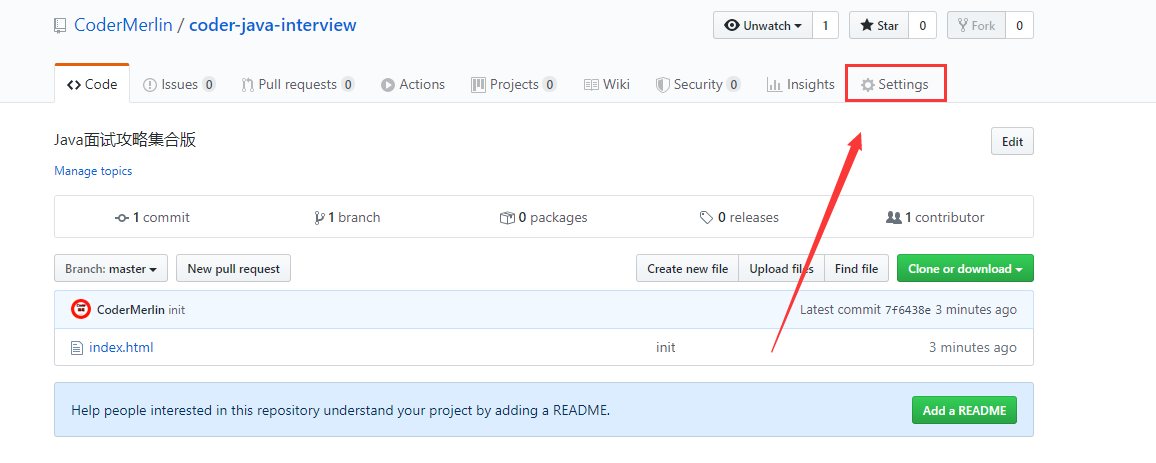 CoderMerlin / coder-java-interview
Unwatch 1 Star 0 Fork 0
Code Issues 0 Pull requests 0 Actions Projects 0 Wiki Security 0 Insights Settings
Java面试攻略集合版
Edit
Manage topics
1 commit 1 branch 0 packages 0 releases 1 contributor
Branch: master New pull request Create new file Upload files Find file Clone or download
CoderMerlin init Latest commit 7f6438e 3 minutes ago
index.html init 3 minutes ago
Help people interested in this repository understand your project by adding a README. Add a README